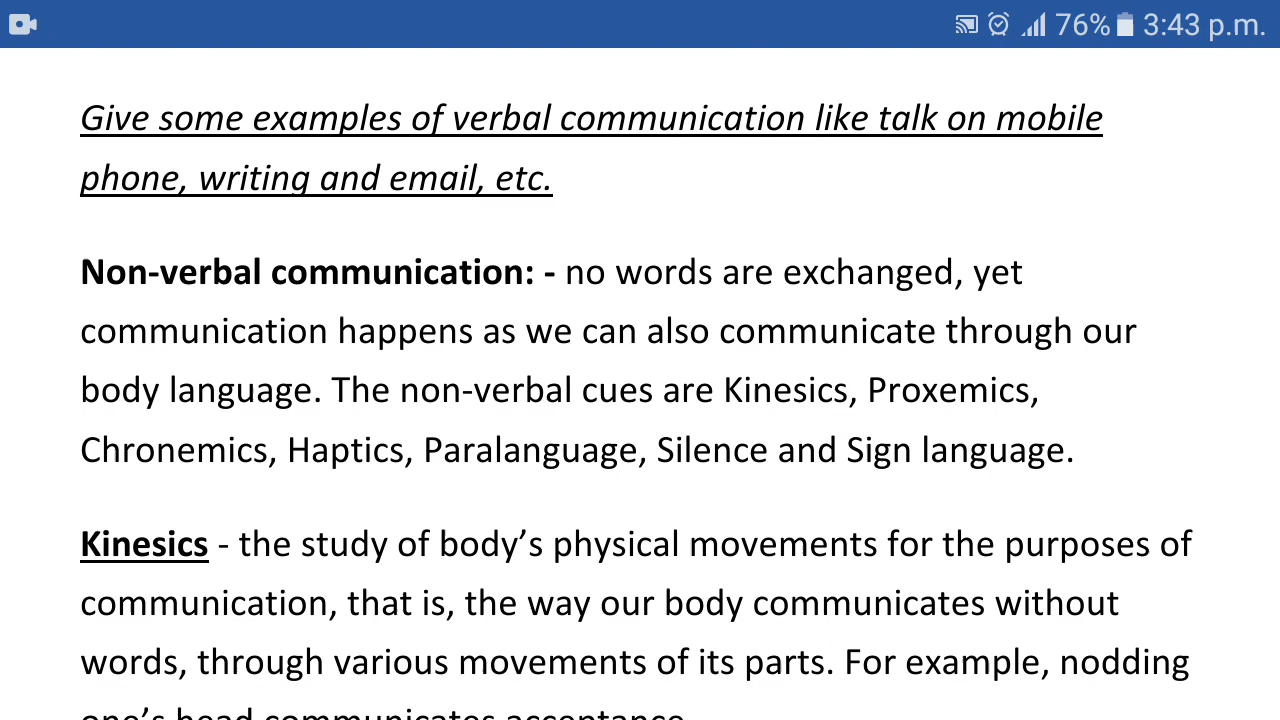 76% 3:43 p.m.
Give some examples of verbal communication like talk on mobile
phone, writing and email, etc.
Non-verbal communication: - no words are exchanged, yet
communication happens as we can also communicate through our
body language. The non-verbal cues are Kinesics, Proxemics,
Chronemics, Haptics, Paralanguage, Silence and Sign language.
Kinesics - the study of body’s physical movements for the purposes of
communication, that is, the way our body communicates without
words, through various movements of its parts. For example, nodding
one’s head communicates acceptance.